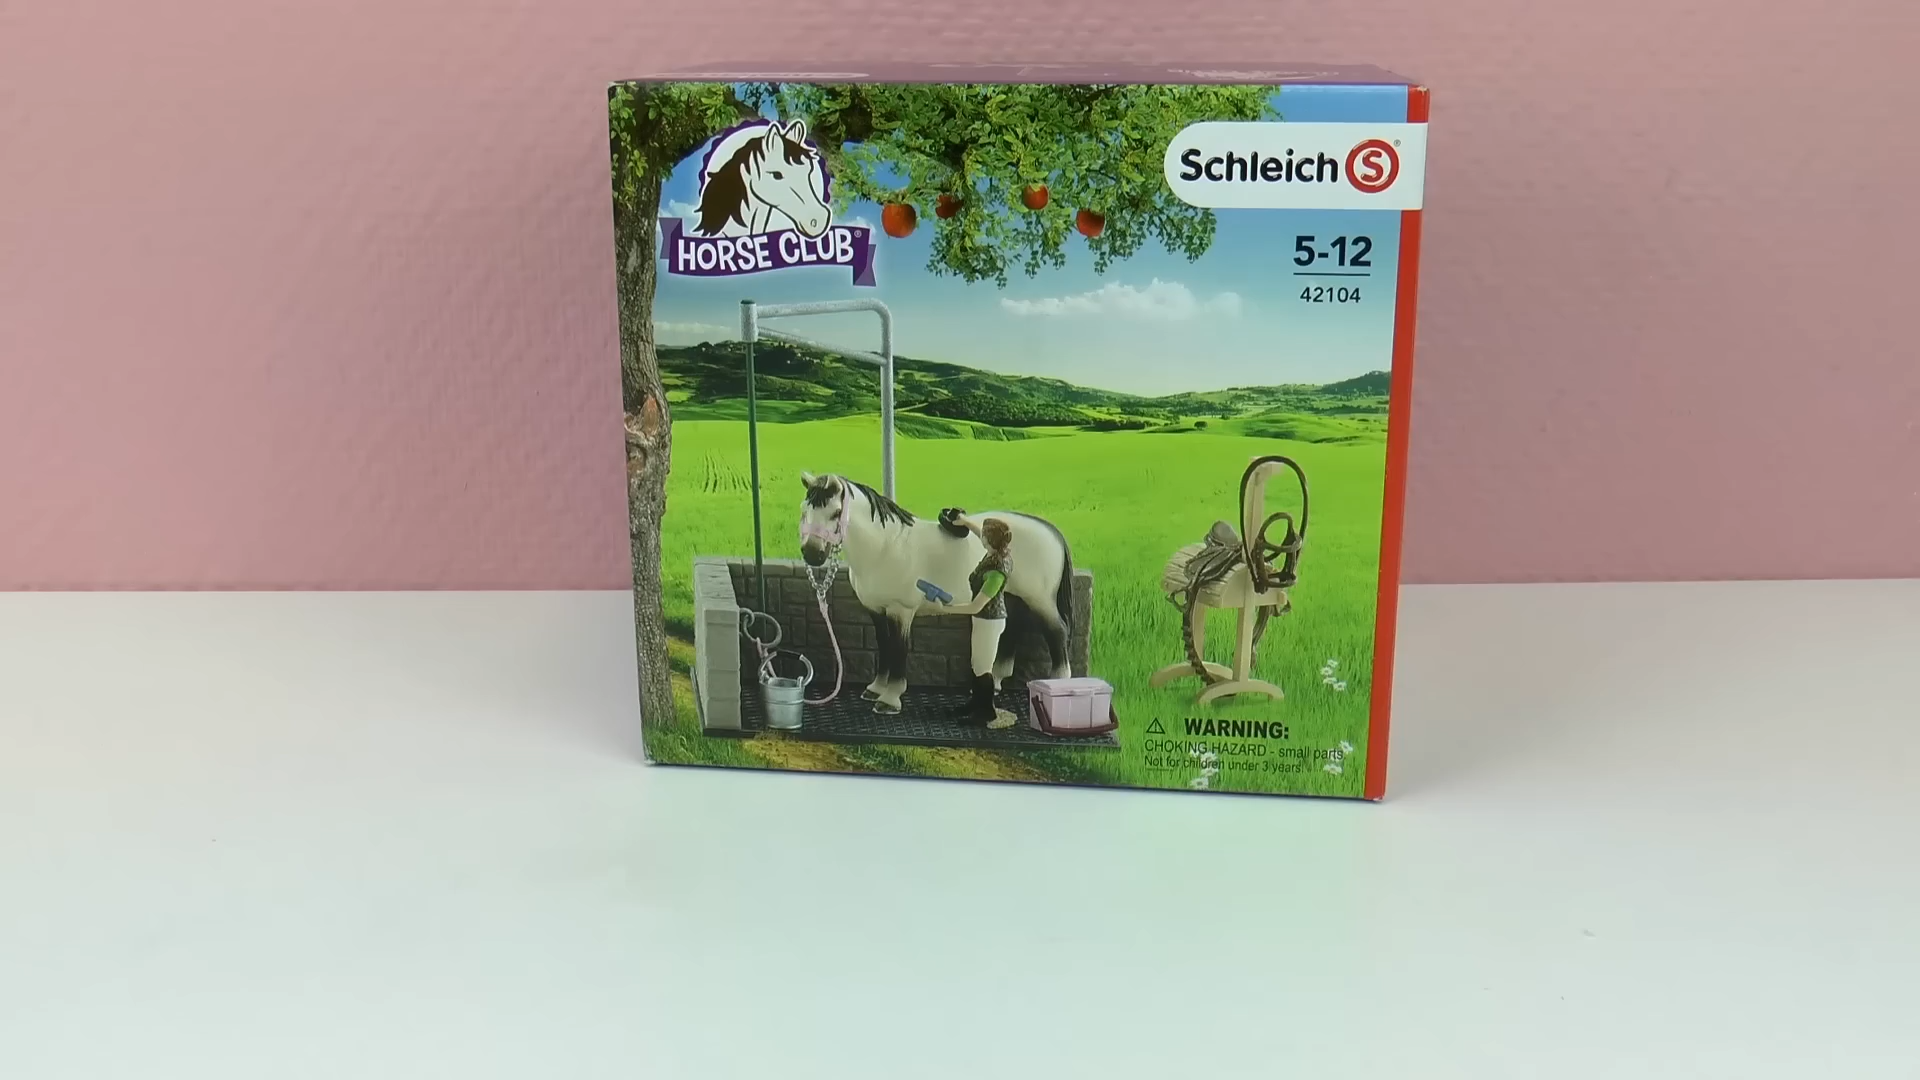 HORSE CLUB®
Schleich S®
5-12
42104
WARNING:
CHOKING HAZARD - small parts.
Not for children under 3 years.